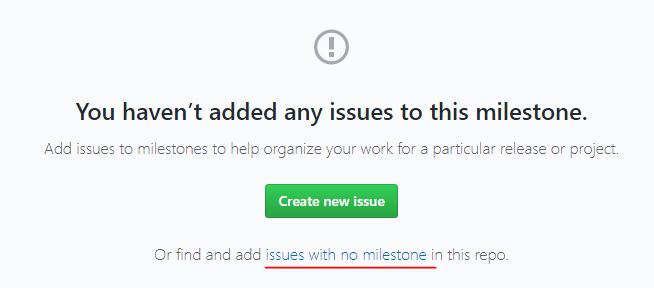 You haven’t added any issues to this milestone.
Add issues to milestones to help organize your work for a particular release or project.
Create new issue
Or find and add issues with no milestone in this repo.